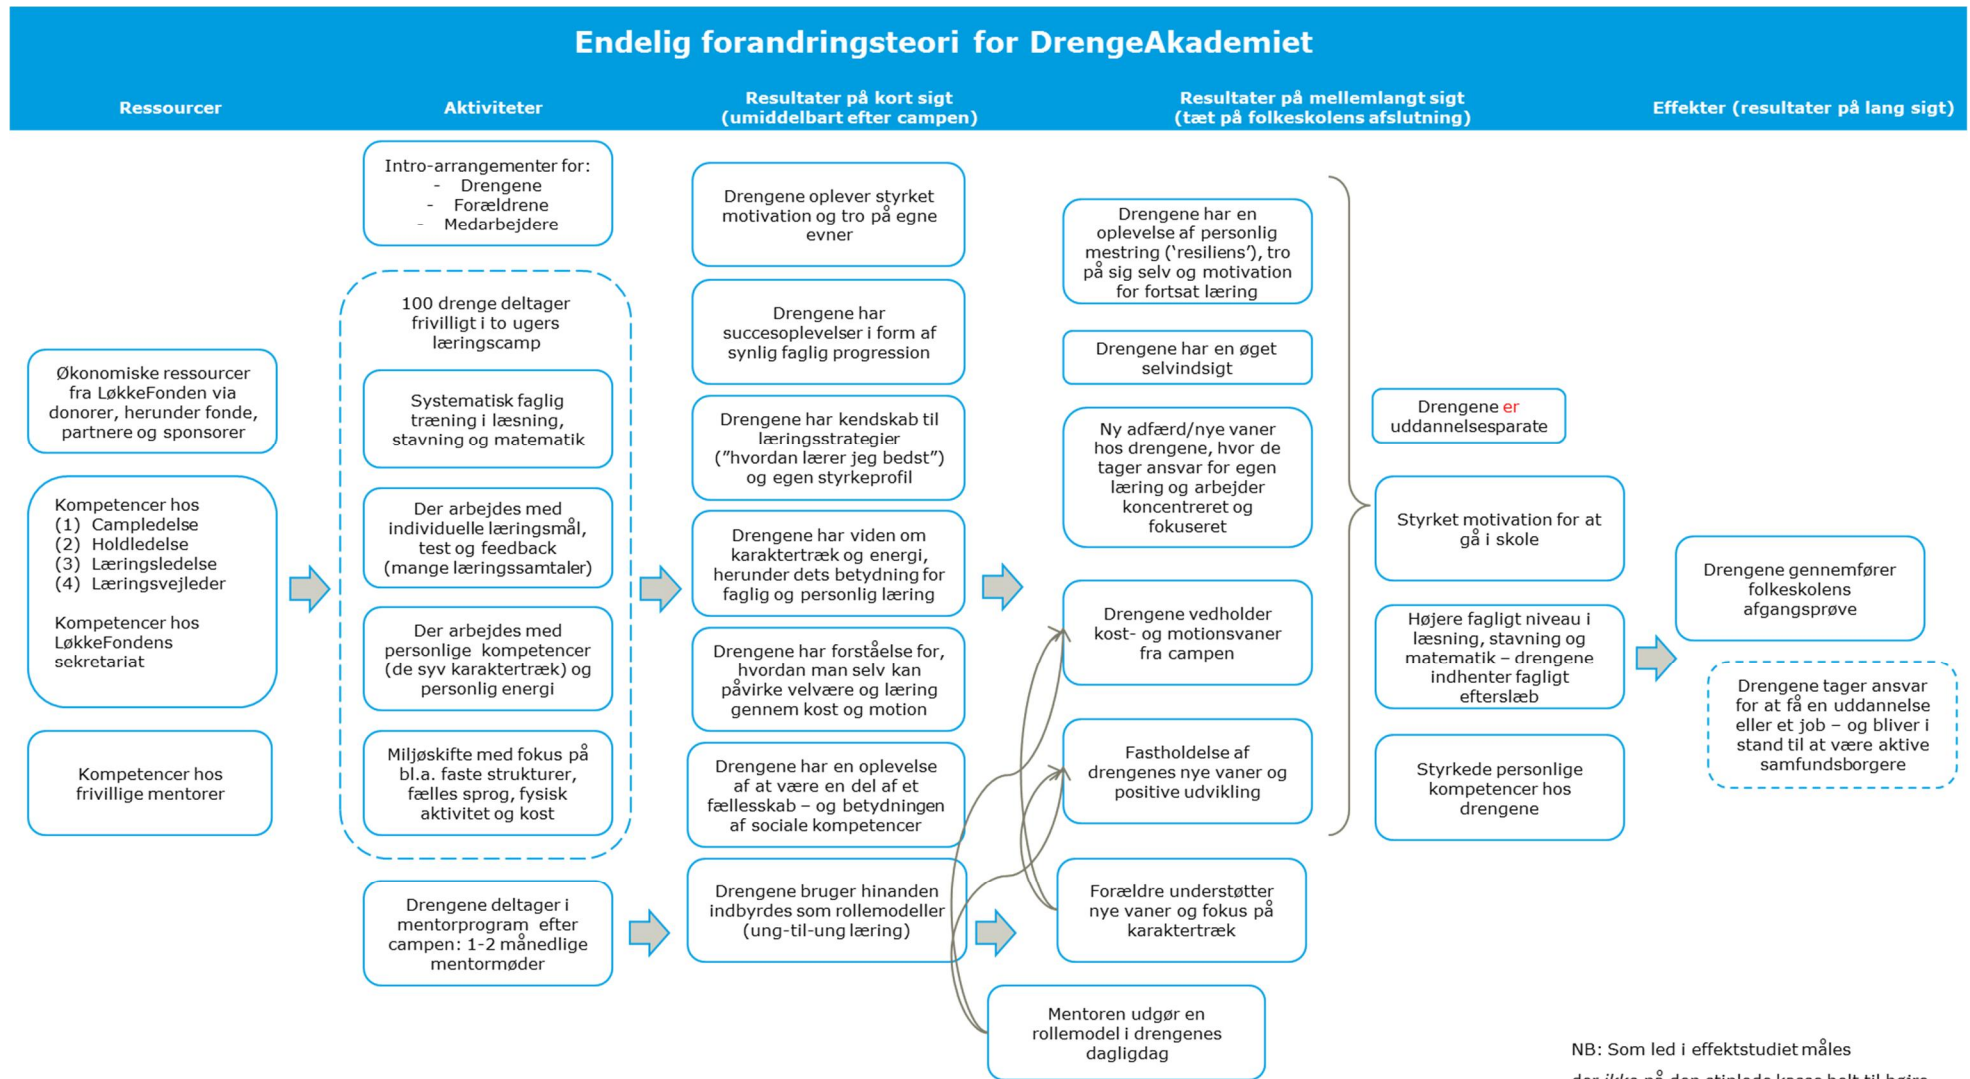 Endelig forandringsteori for DrengeAkademiet
Ressourcer
Aktiviteter
Resultater på kort sigt
(umiddelbart efter campen)
Resultater på mellemlangt sigt
(tæt på folkeskolens afslutning)
Effekter (resultater på lang sigt)
Økonomiske ressourcer
fra LøkkeFonden via
donorer, herunder fonde,
partnere og sponsorer
Kompetencer hos
(1) Campledelse
(2) Holdledelse
(3) Læringsledelse
(4) Læringsvejleder
Kompetencer hos
LøkkeFondens
sekretariat
Kompetencer hos
frivillige mentorer
Intro-arrangementer for:
- Drengene
- Forældrene
- Medarbejdere
100 drenge deltager
frivilligt i to ugers
læringscamp
Systematisk faglig
træning i læsning,
stavning og matematik
Der arbejdes med
individuelle læringsmål,
test og feedback
(mange læringssamtaler)
Der arbejdes med
personlige kompetencer
(de syv karaktertræk) og
personlig energi
Miljøskifte med fokus på
bl.a. faste strukturer,
fælles sprog, fysisk
aktivitet og kost
Drengene deltager i
mentorprogram efter
campen: 1-2 månedlige
mentormøder
Drengene oplever styrket
motivation og tro på egne
evner
Drengene har
succesoplevelser i form af
synlig faglig progression
Drengene har kendskab til
læringsstrategier
("hvordan lærer jeg bedst")
og egen styrkeprofil
Drengene har viden om
karaktertræk og energi,
herunder dets betydning for
faglig og personlig læring
Drengene har forståelse for,
hvordan man selv kan
påvirke velvære og læring
gennem kost og motion
Drengene har en oplevelse
af at være en del af et
fællesskab – og betydningen
af sociale kompetencer
Drengene bruger hinanden
indbyrdes som rollemodeller
(ung-til-ung læring)
Drengene har en
oplevelse af personlig
mestring ('resiliens'), tro
på sig selv og motivation
for fortsat læring
Drengene har en øget
selvindsigt
Ny adfærd/nye vaner
hos drengene, hvor de
tager ansvar for egen
læring og arbejder
koncentreret og
fokuseret
Drengene vedholder
kost- og motionsvaner
fra campen
Fastholdelse af
drengenes nye vaner og
positive udvikling
Forældre understøtter
nye vaner og fokus på
karaktertræk
Mentoren udgør en
rollemodel i drengenes
dagligdag
Drengene er
uddannelsesparate
Styrket motivation for at
gå i skole
Højere fagligt niveau i
læsning, stavning og
matematik – drengene
indhenter fagligt
efterslæb
Styrkede personlige
kompetencer hos
drengene
Drengene gennemfører
folkeskolens
afgangsprøve
Drengene tager ansvar
for at få en uddannelse
eller et job – og bliver i
stand til at være aktive
samfundsborgere
NB: Som led i effektstudiet måles
der ikke på den stiplede kasse helt til højre